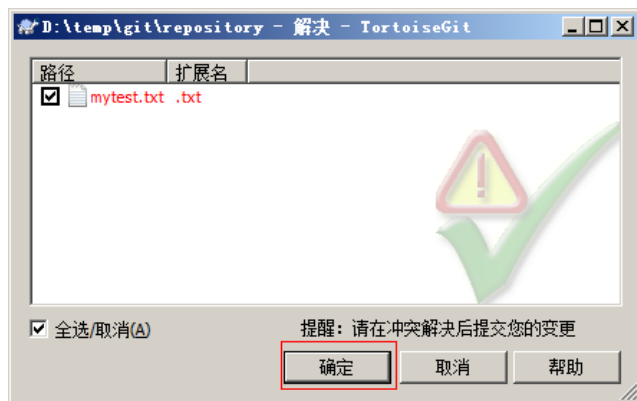 D:\temp\git\repository - 解决 - TortoiseGit
路径 扩展名
mytest.txt .txt
全选/取消(A) 提醒：请在冲突解决后提交您的变更
确定 取消 帮助